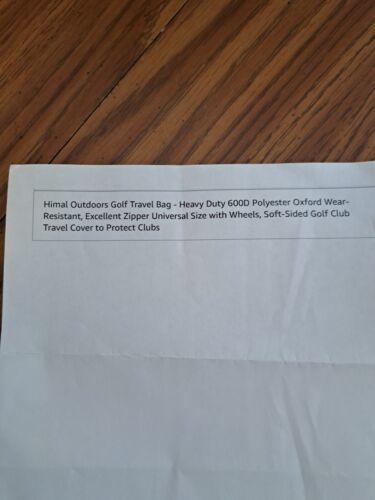 Himal Outdoors Golf Travel Bag - Heavy Duty 600D Polyester Oxford Wear-
Resistant, Excellent Zipper Universal Size with Wheels, Soft-Sided Golf Club
Travel Cover to Protect Clubs